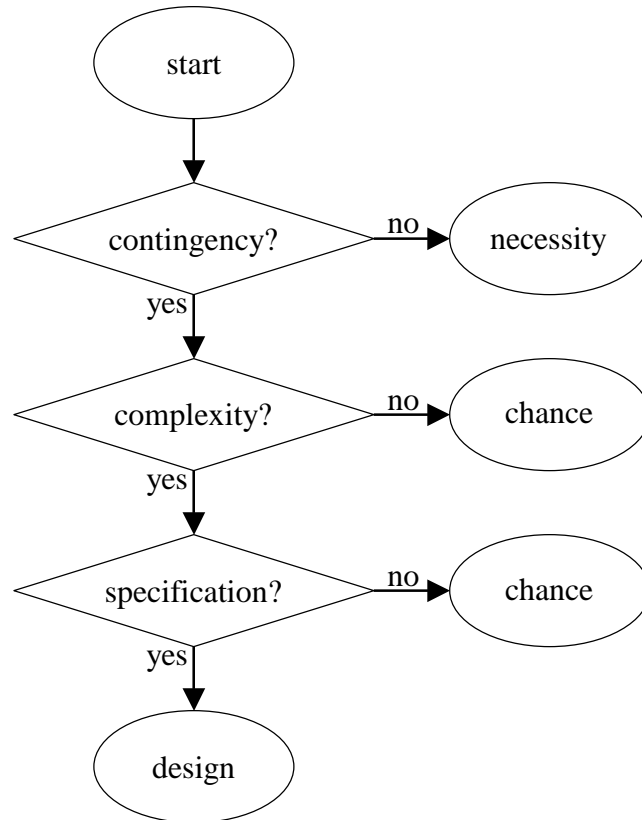 start
contingency?
no
necessity
yes
complexity?
no
chance
yes
specification?
no
chance
yes
design